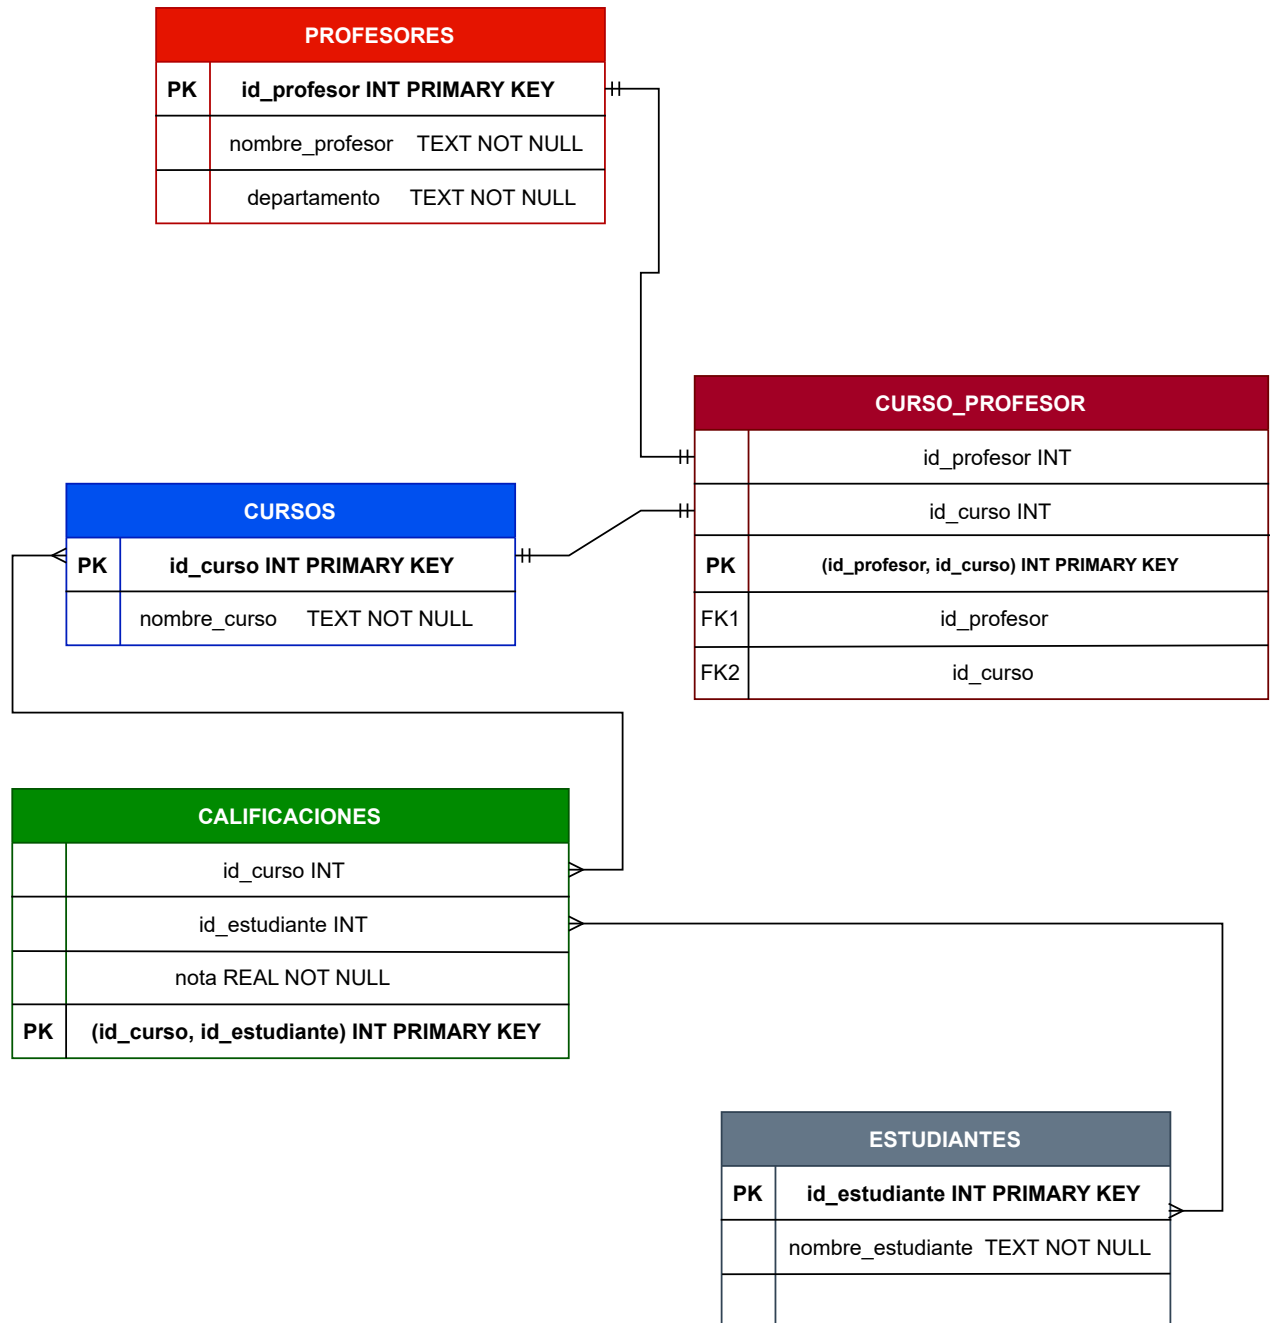 PROFESORES
PK id_profesor INT PRIMARY KEY
nombre_profesor TEXT NOT NULL
departamento TEXT NOT NULL
CURSO_PROFESOR
id_profesor INT
id_curso INT
PK (id_profesor, id_curso) INT PRIMARY KEY
FK1 id_profesor
FK2 id_curso
CURSOS
PK id_curso INT PRIMARY KEY
nombre_curso TEXT NOT NULL
CALIFICACIONES
id_curso INT
id_estudiante INT
nota REAL NOT NULL
PK (id_curso, id_estudiante) INT PRIMARY KEY
ESTUDIANTES
PK id_estudiante INT PRIMARY KEY
nombre_estudiante TEXT NOT NULL